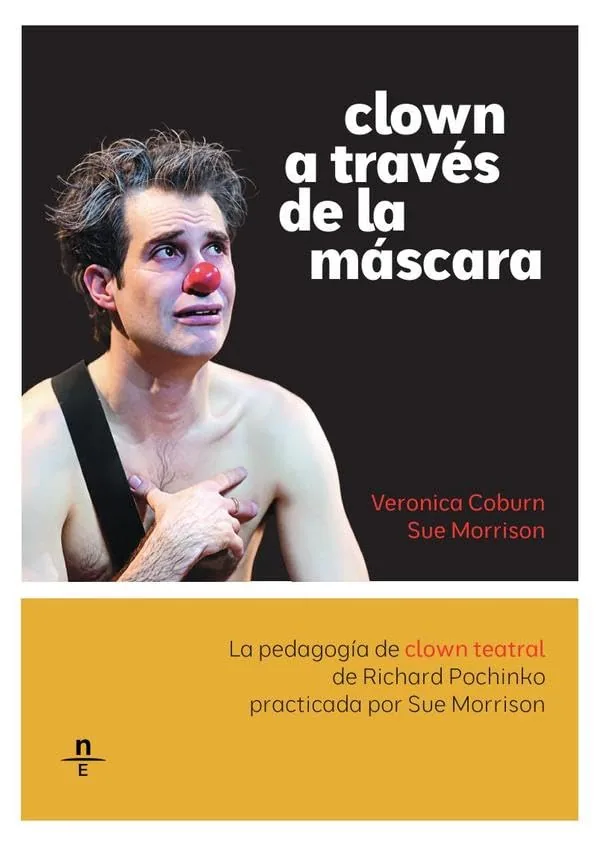 clown
a través
de la
máscara
Veronica Coburn
Sue Morrison
La pedagogía de clown teatral
de Richard Pochinko
practicada por Sue Morrison
n
E